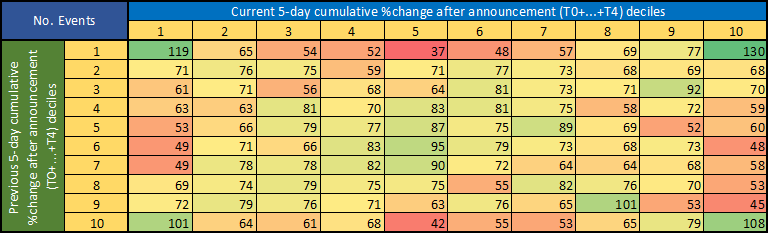 No. Events
Current 5-day cumulative %change after announcement (T0+...+T4) deciles
1 2 3 4 5 6 7 8 9 10
Previous 5-day cumulative
%change after announcement
(T0+...+T4) deciles
1 119 65 54 52 37 48 57 69 77 130
2 71 76 75 59 71 77 73 68 69 68
3 61 71 56 68 64 81 73 71 92 70
4 63 63 81 70 83 81 75 58 72 59
5 53 66 79 77 87 75 89 69 52 60
6 49 71 66 83 95 79 73 68 73 48
7 49 78 78 82 90 72 64 64 68 58
8 69 74 79 75 75 55 82 76 70 53
9 72 79 76 71 63 76 65 101 53 45
10 101 64 61 68 42 55 53 65 79 108